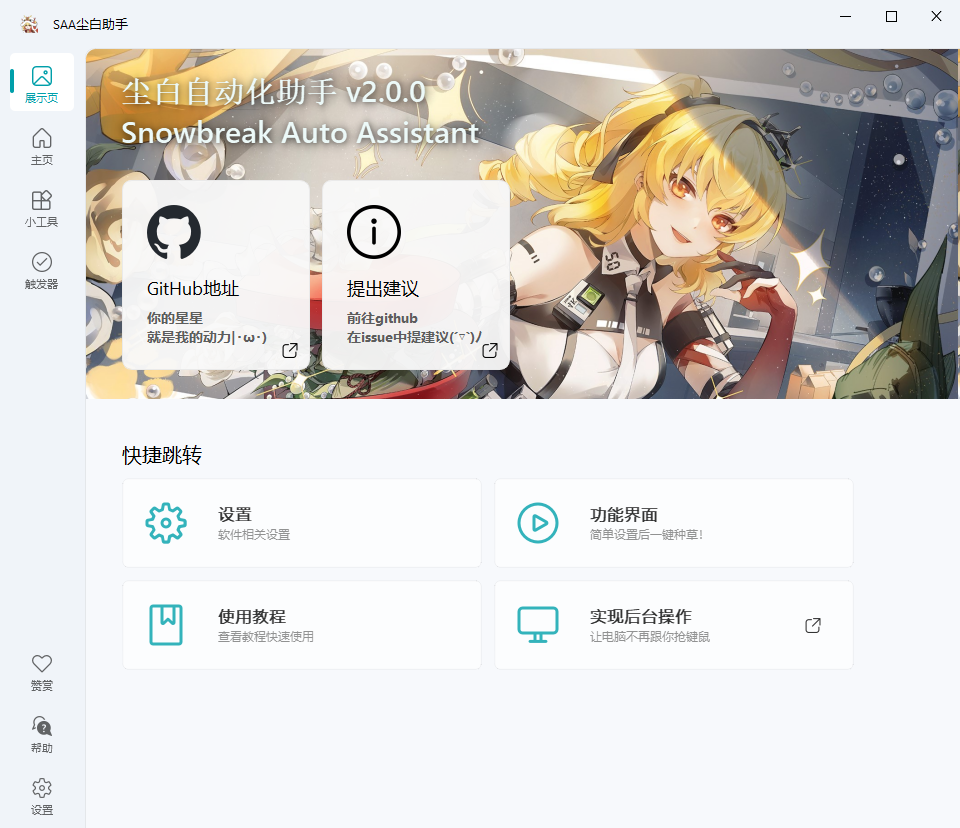 SAA尘白助手
展示页
主页
小工具
触发器
赞赏
帮助
设置
尘白自动化助手 v2.0.0
Snowbreak Auto Assistant
GitHub地址
你的星星
就是我的动力|･ω･)
提出建议
前往github
在issue中提建议(´▽`)ﾉ
50
快捷跳转
设置
软件相关设置
功能界面
简单设置后一键种草!
使用教程
查看教程快速使用
实现后台操作
让电脑不再跟你抢键鼠